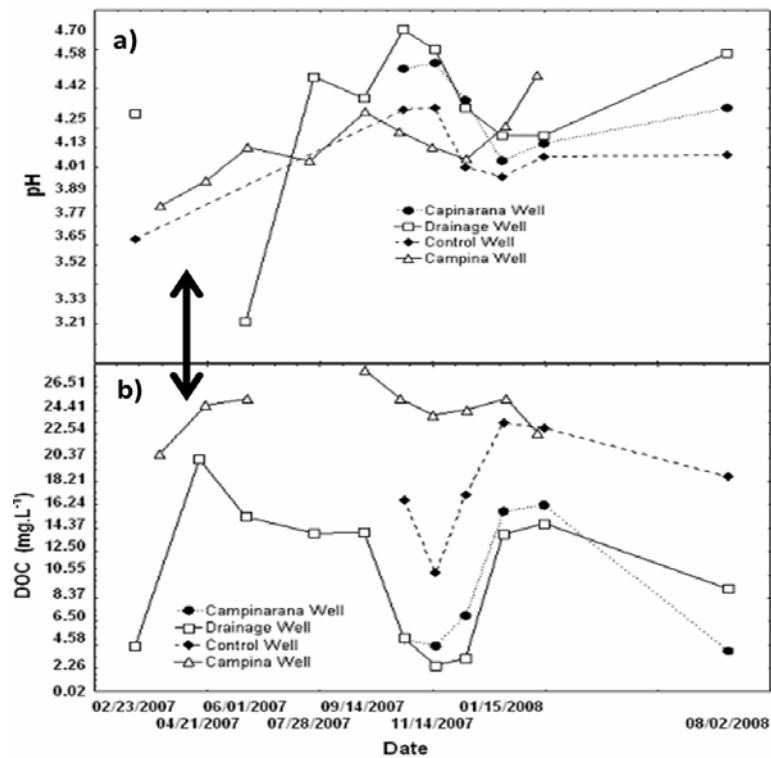 a)
4.70
4.58
4.42
4.25
4.13
4.01
3.89
3.77
3.65
3.52
3.33
3.21
pH
Capinarana Well
Drainage Well
Control Well
Campina Well
b)
26.51
24.41
22.54
20.37
18.21
16.24
14.37
12.50
10.55
8.37
6.50
4.58
2.26
0.02
DOC (mg.L⁻¹)
Campinarana Well
Drainage Well
Control Well
Campina Well
02/23/2007 06/01/2007 09/14/2007 01/15/2008
04/21/2007 07/28/2007 11/14/2007 08/02/2008
Date